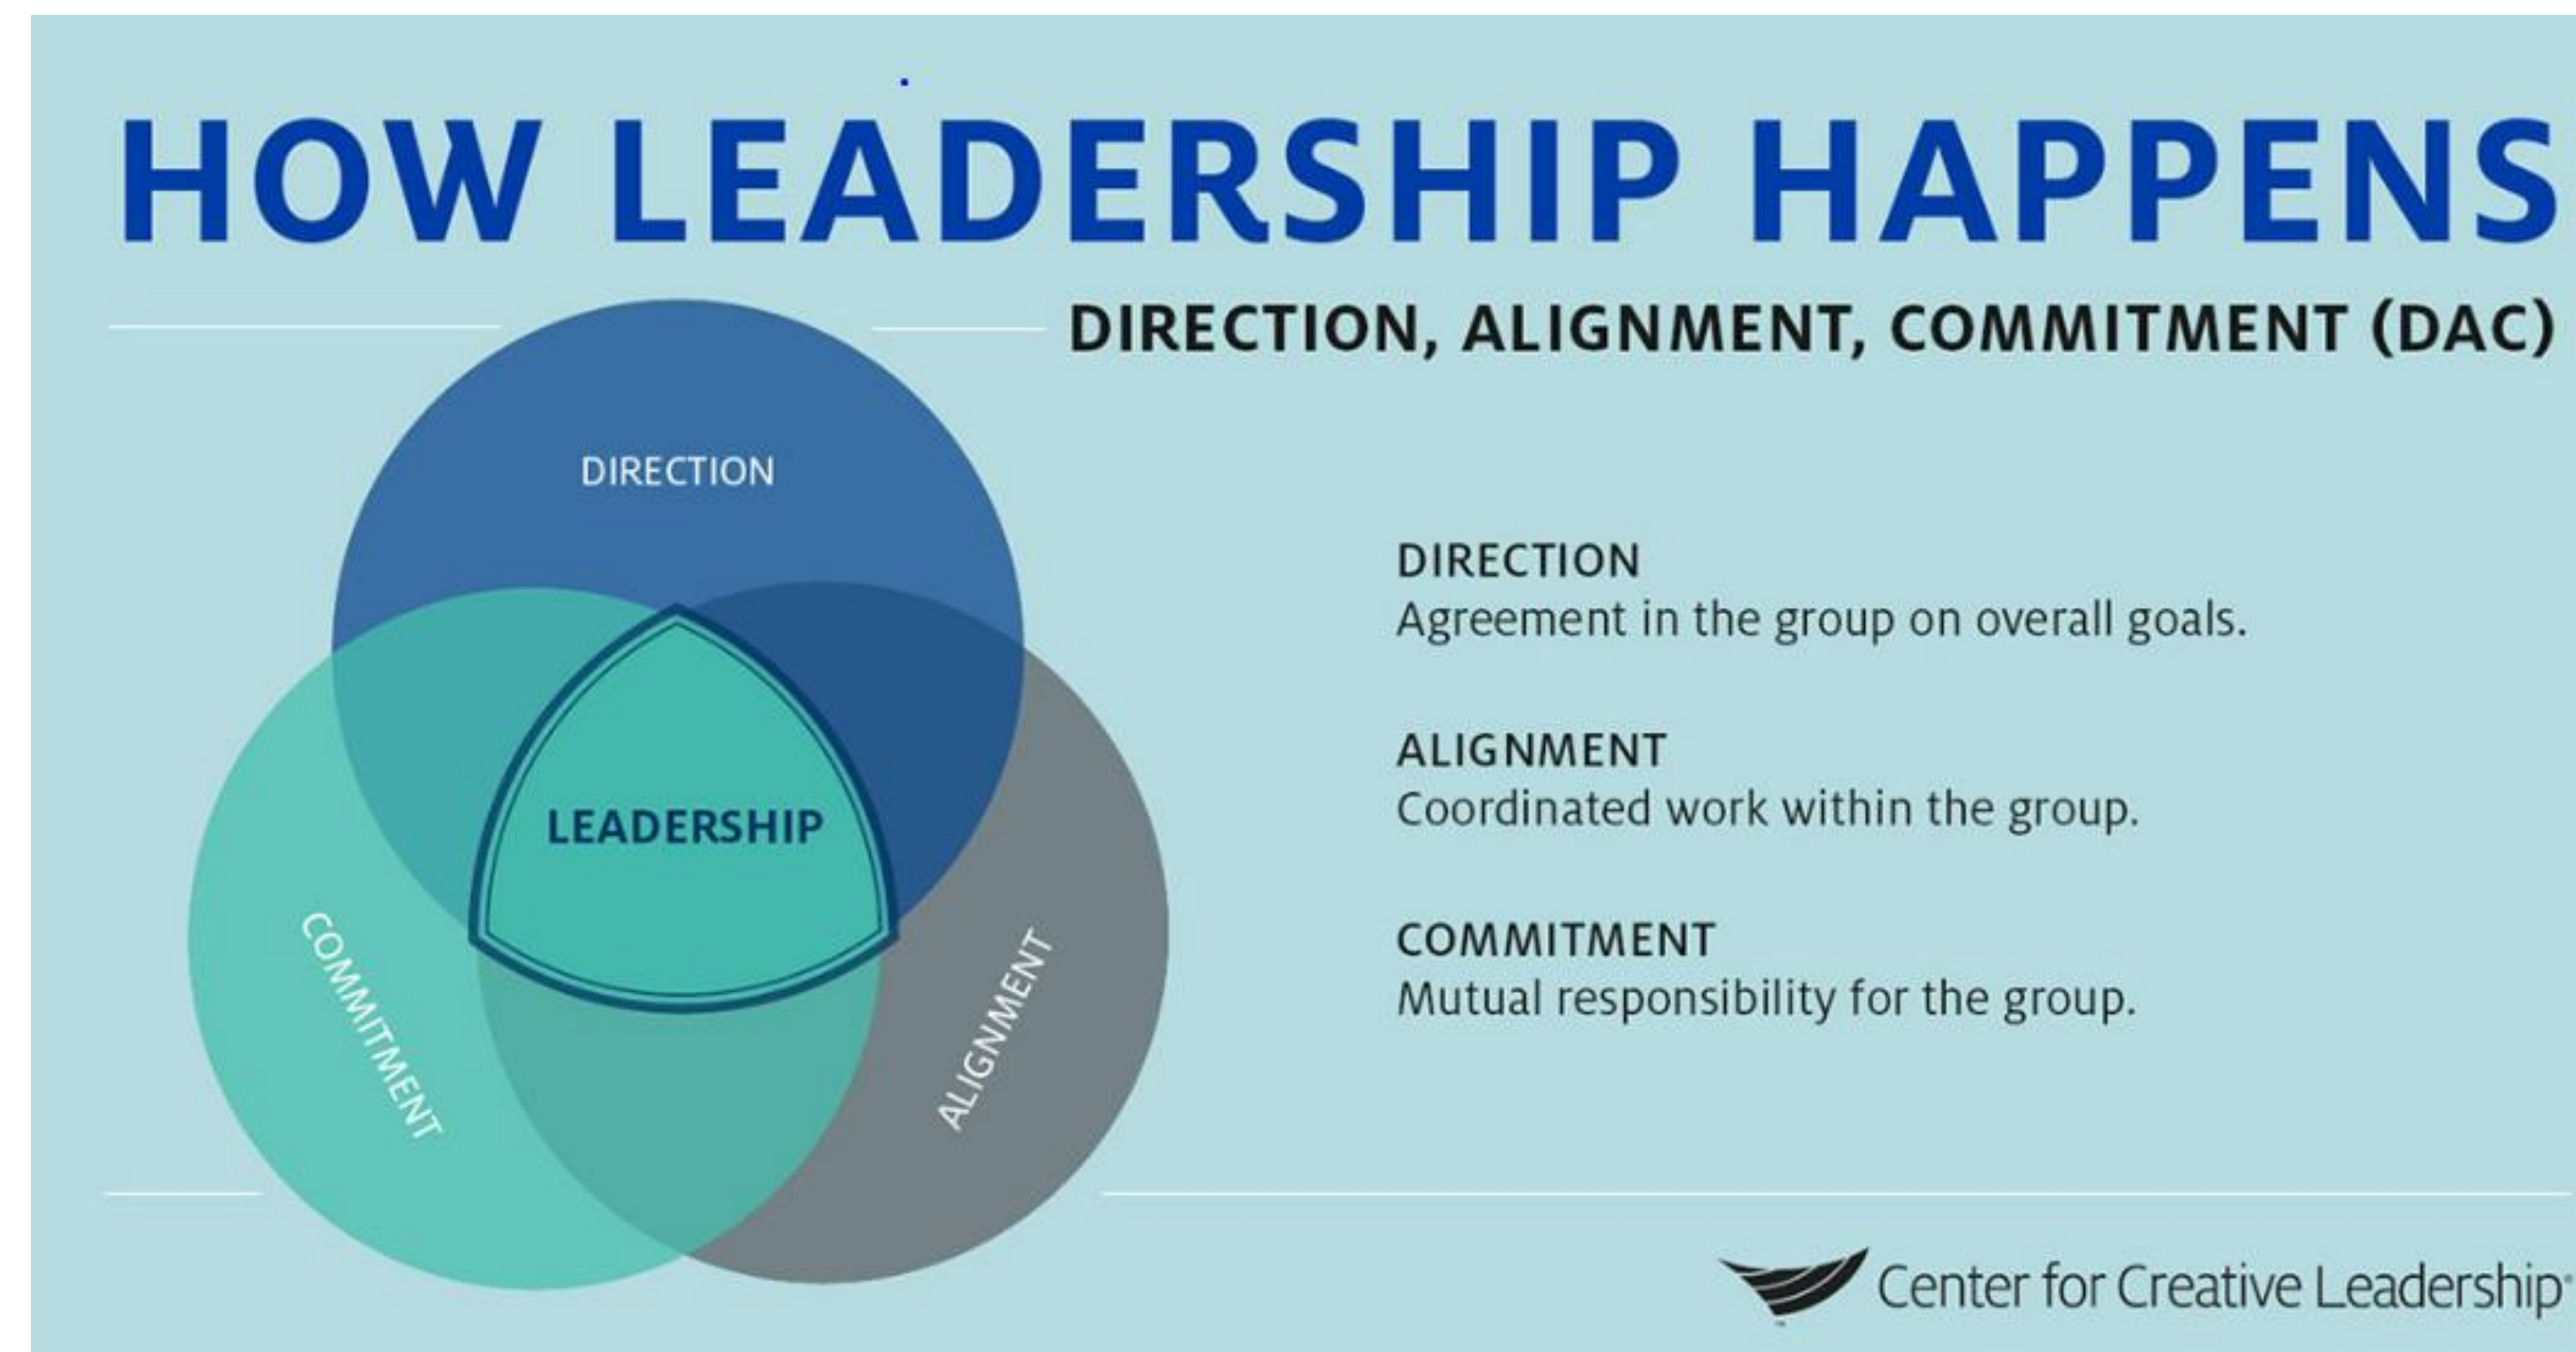 HOW LEADERSHIP HAPPENS
DIRECTION, ALIGNMENT, COMMITMENT (DAC)
DIRECTION
LEADERSHIP
COMMITMENT
ALIGNMENT
DIRECTION
Agreement in the group on overall goals.
ALIGNMENT
Coordinated work within the group.
COMMITMENT
Mutual responsibility for the group.
Center for Creative Leadership